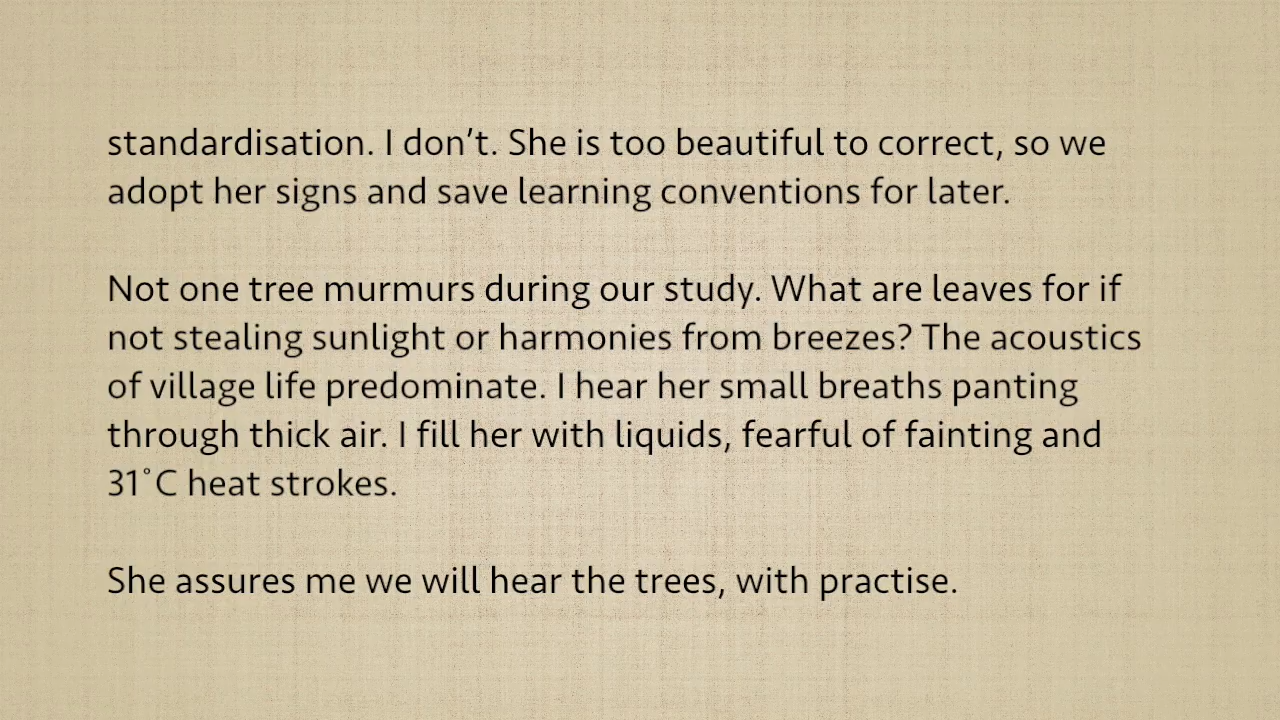 standardisation. I don’t. She is too beautiful to correct, so we
adopt her signs and save learning conventions for later.
Not one tree murmurs during our study. What are leaves for if
not stealing sunlight or harmonies from breezes? The acoustics
of village life predominate. I hear her small breaths panting
through thick air. I fill her with liquids, fearful of fainting and
31°C heat strokes.
She assures me we will hear the trees, with practise.